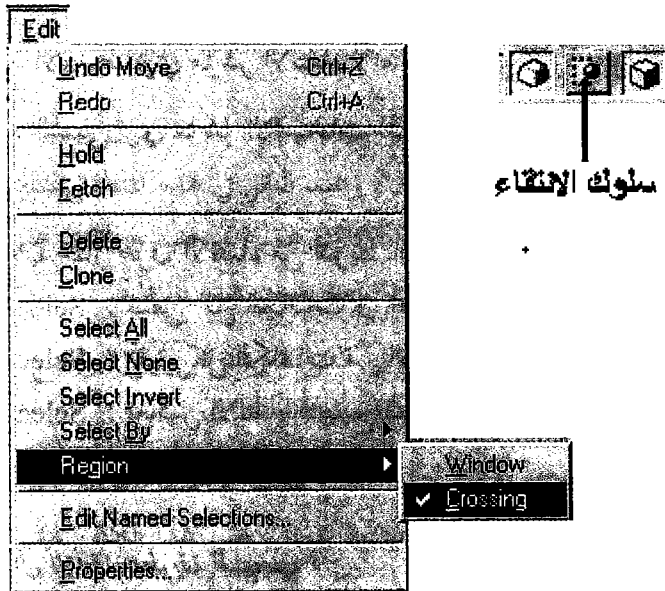 Edit
Undo Move Ctrl+Z
Redo Ctrl+A
Hold
Fetch
Delete
Clone
Select All
Select None
Select Invert
Select By
Region
Window
Crossing
Edit Named Selections...
Properties...
سلوك الانتقاء